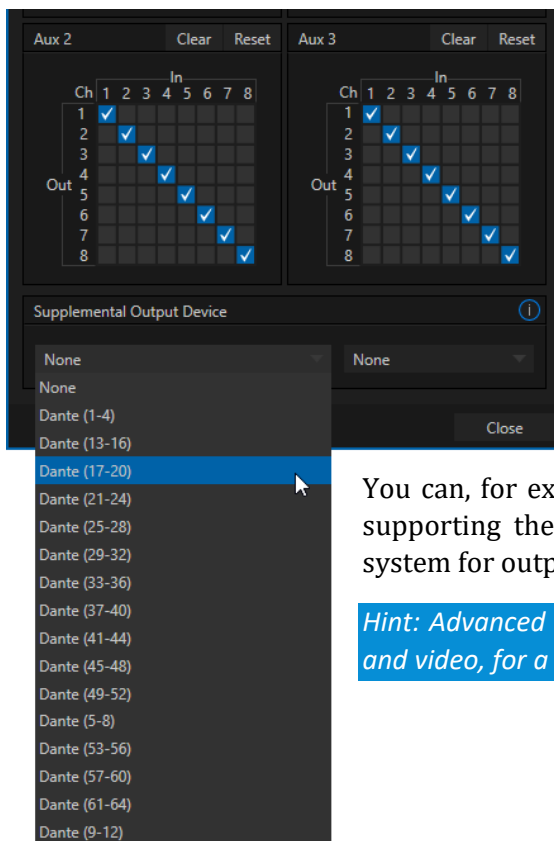 Aux 2 Clear Reset
In
Ch 1 2 3 4 5 6 7 8
1
2
3
4
Out
5
6
7
8
Aux 3 Clear Reset
In
Ch 1 2 3 4 5 6 7 8
1
2
3
4
Out
5
6
7
8
Supplemental Output Device i
None None
None
Dante (1-4)
Dante (13-16)
Dante (17-20)
Dante (21-24)
Dante (25-28)
Dante (29-32)
Dante (33-36)
Dante (37-40)
Dante (41-44)
Dante (45-48)
Dante (49-52)
Dante (5-8)
Dante (53-56)
Dante (57-60)
Dante (61-64)
Dante (9-12)
Close
You can, for ex
supporting the
system for outp
Hint: Advanced
and video, for a